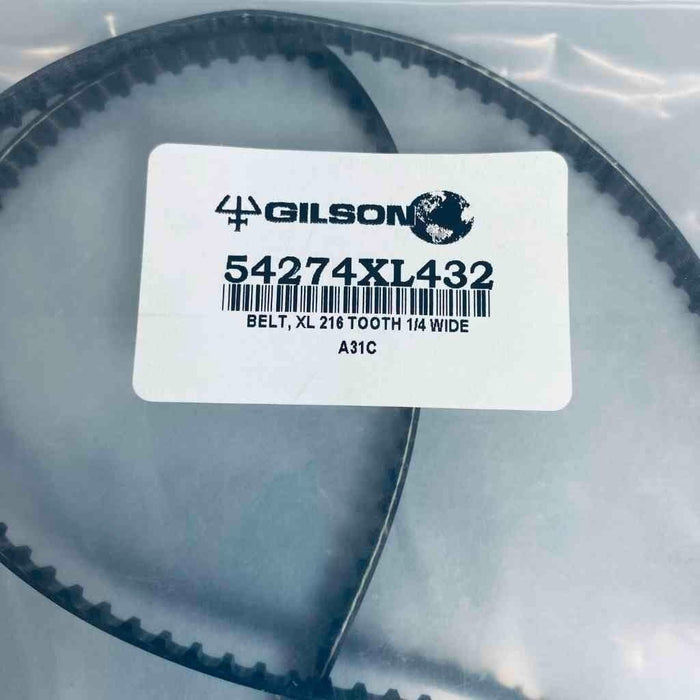 GILSON
54274XL432
BELT, XL 216 TOOTH 1/4 WIDE
A31C